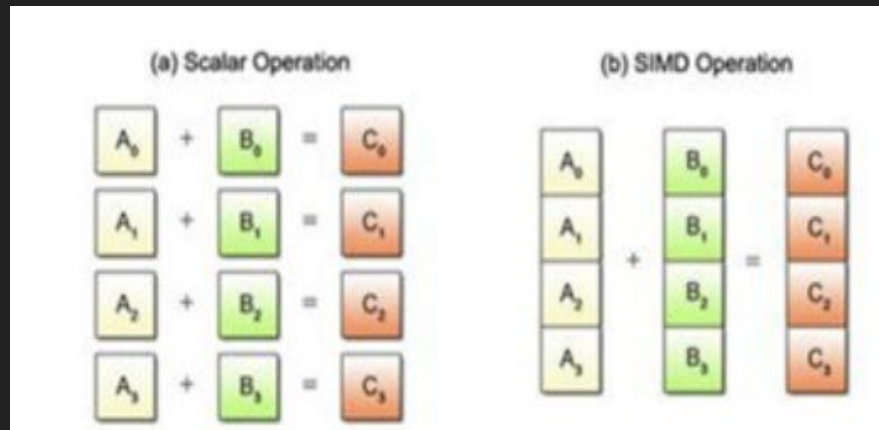 (a) Scalar Operation
A₀ + B₀ = C₀
A₁ + B₁ = C₁
A₂ + B₂ = C₂
A₃ + B₃ = C₃
(b) SIMD Operation
A₀ B₀ C₀
A₁ B₁ C₁
+ =
A₂ B₂ C₂
A₃ B₃ C₃